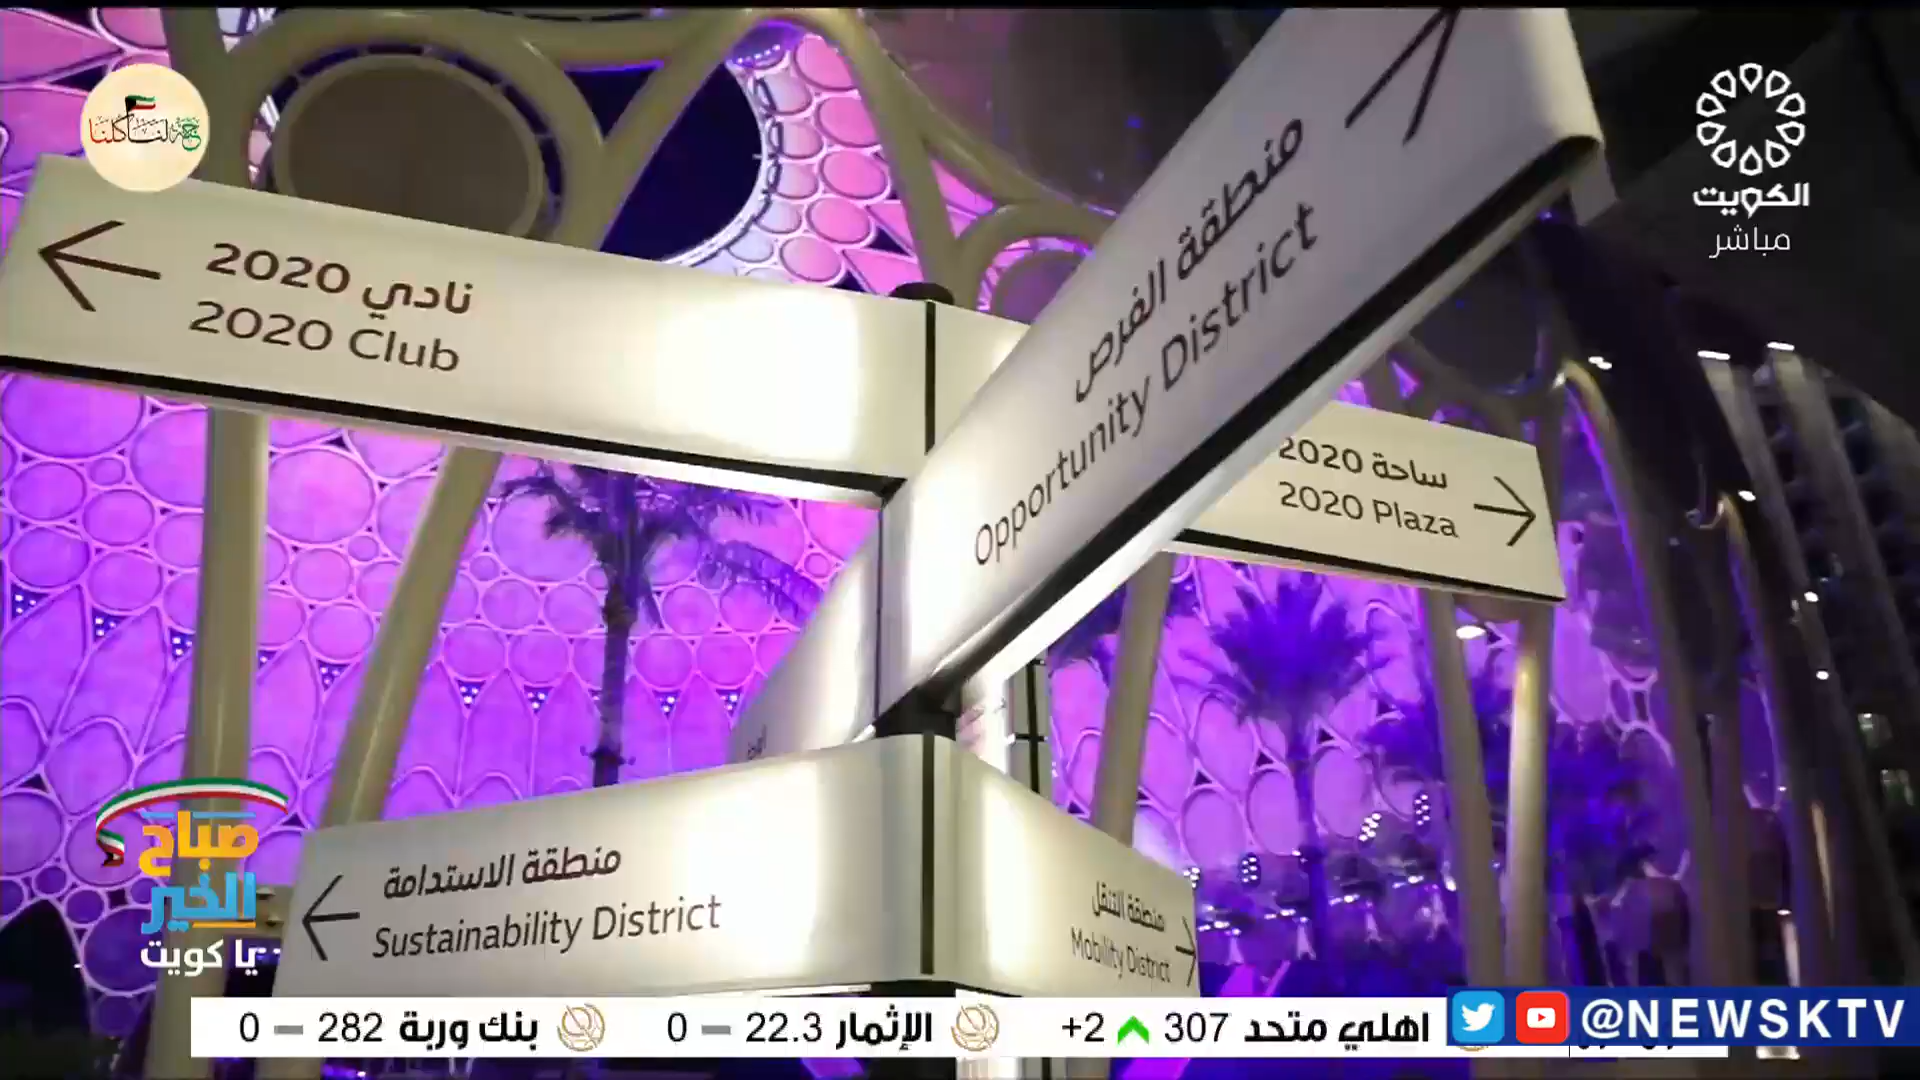 الكويت
مباشر
نادي 2020
2020 Club
منطقة الفرص
Opportunity District
ساحة 2020
2020 Plaza
منطقة الاستدامة
Sustainability District
منطقة التنقل
Mobility District
صباح
الخير
يا كويت
اهلي متحد 307 +2
الإثمار 22.3 0
بنك وربة 282 0
@NEWSKTV